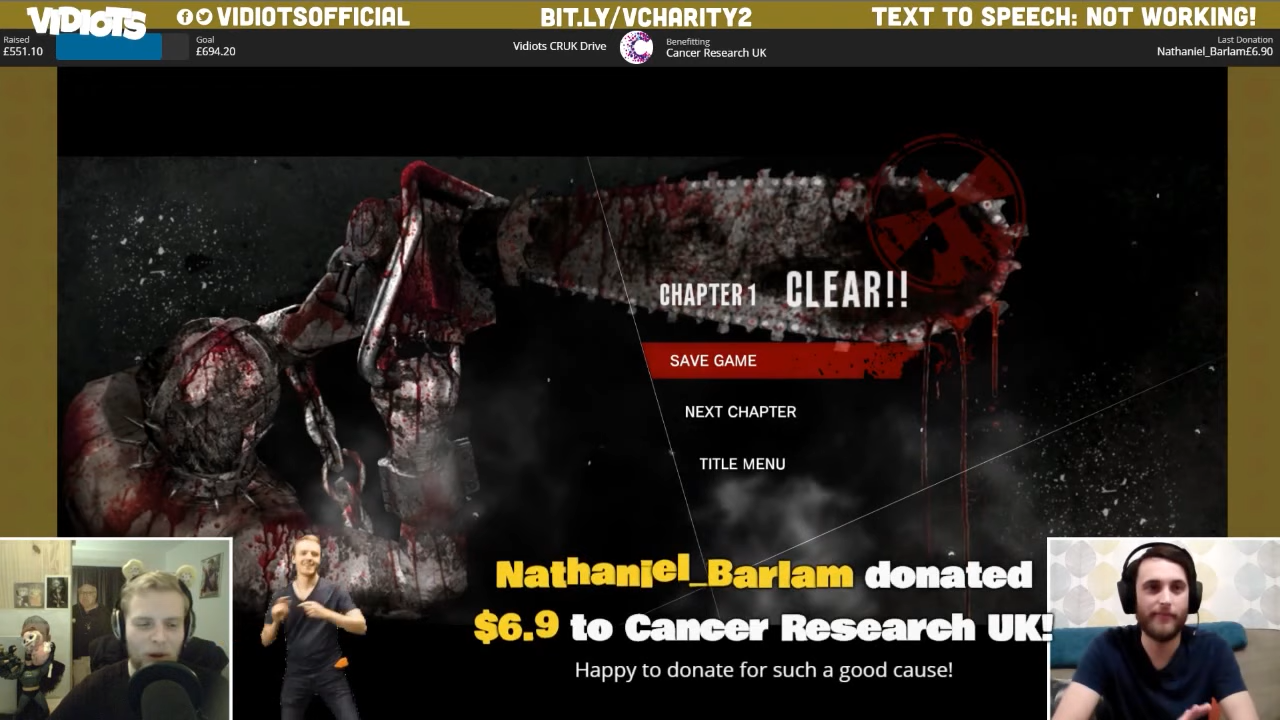 VIDIOTS
VIDIOTSOFFICIAL
BIT.LY/VCHARITY2
TEXT TO SPEECH: NOT WORKING!
Raised
£551.10
Goal
£694.20
Vidiots CRUK Drive
Benefitting
Cancer Research UK
Last Donation
Nathaniel_Barlam£6.90
CHAPTER 1 CLEAR!!
SAVE GAME
NEXT CHAPTER
TITLE MENU
Nathaniel_Barlam donated
$6.9 to Cancer Research UK!
Happy to donate for such a good cause!